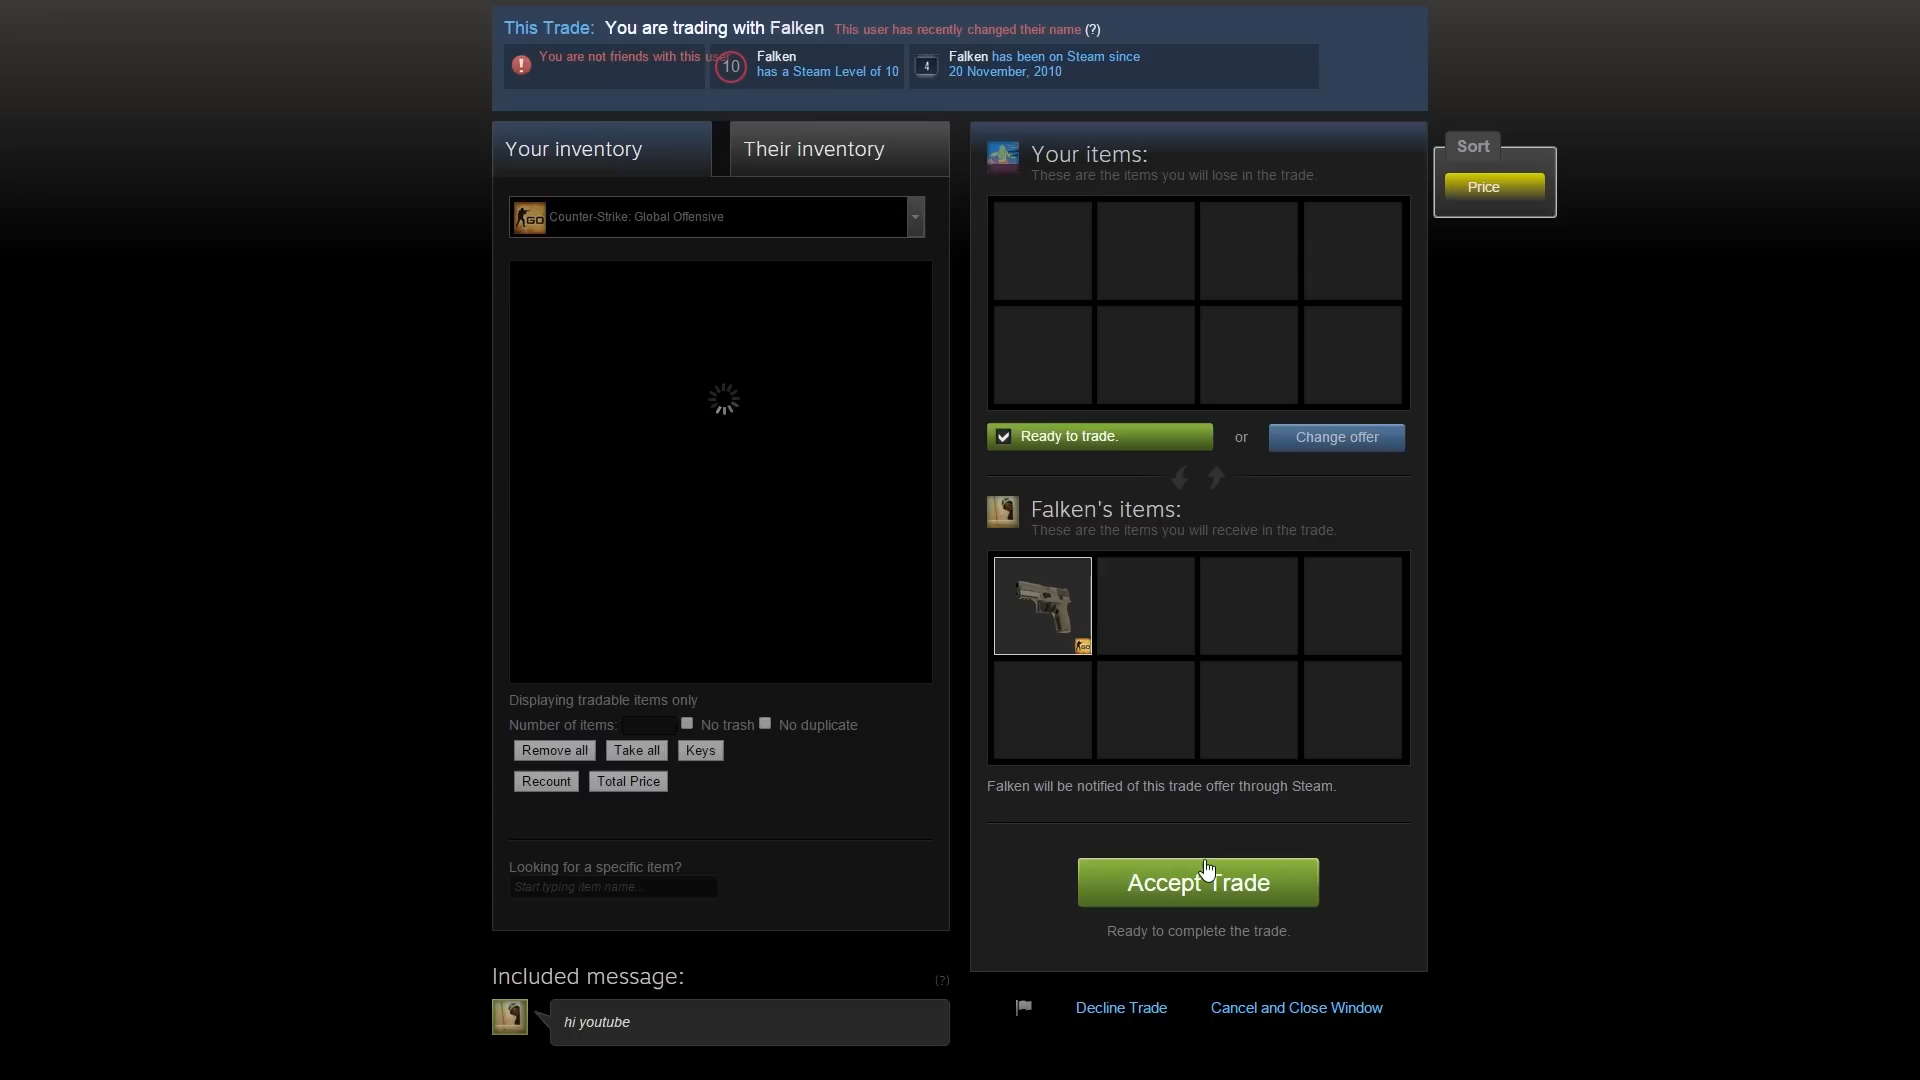 This Trade: You are trading with Falken This user has recently changed their name (?)
You are not friends with this user
10
Falken
has a Steam Level of 10
4
Falken has been on Steam since
20 November, 2010
Your inventory
Their inventory
GO Counter-Strike: Global Offensive
Displaying tradable items only
Number of items: No trash No duplicate
Remove all Take all Keys
Recount Total Price
Looking for a specific item?
Start typing item name...
Included message: (?)
hi youtube
Your items:
These are the items you will lose in the trade.
Ready to trade. or Change offer
Falken's items:
These are the items you will receive in the trade.
GO
Falken will be notified of this trade offer through Steam.
Accept Trade
Ready to complete the trade.
Decline Trade Cancel and Close Window
Sort
Price